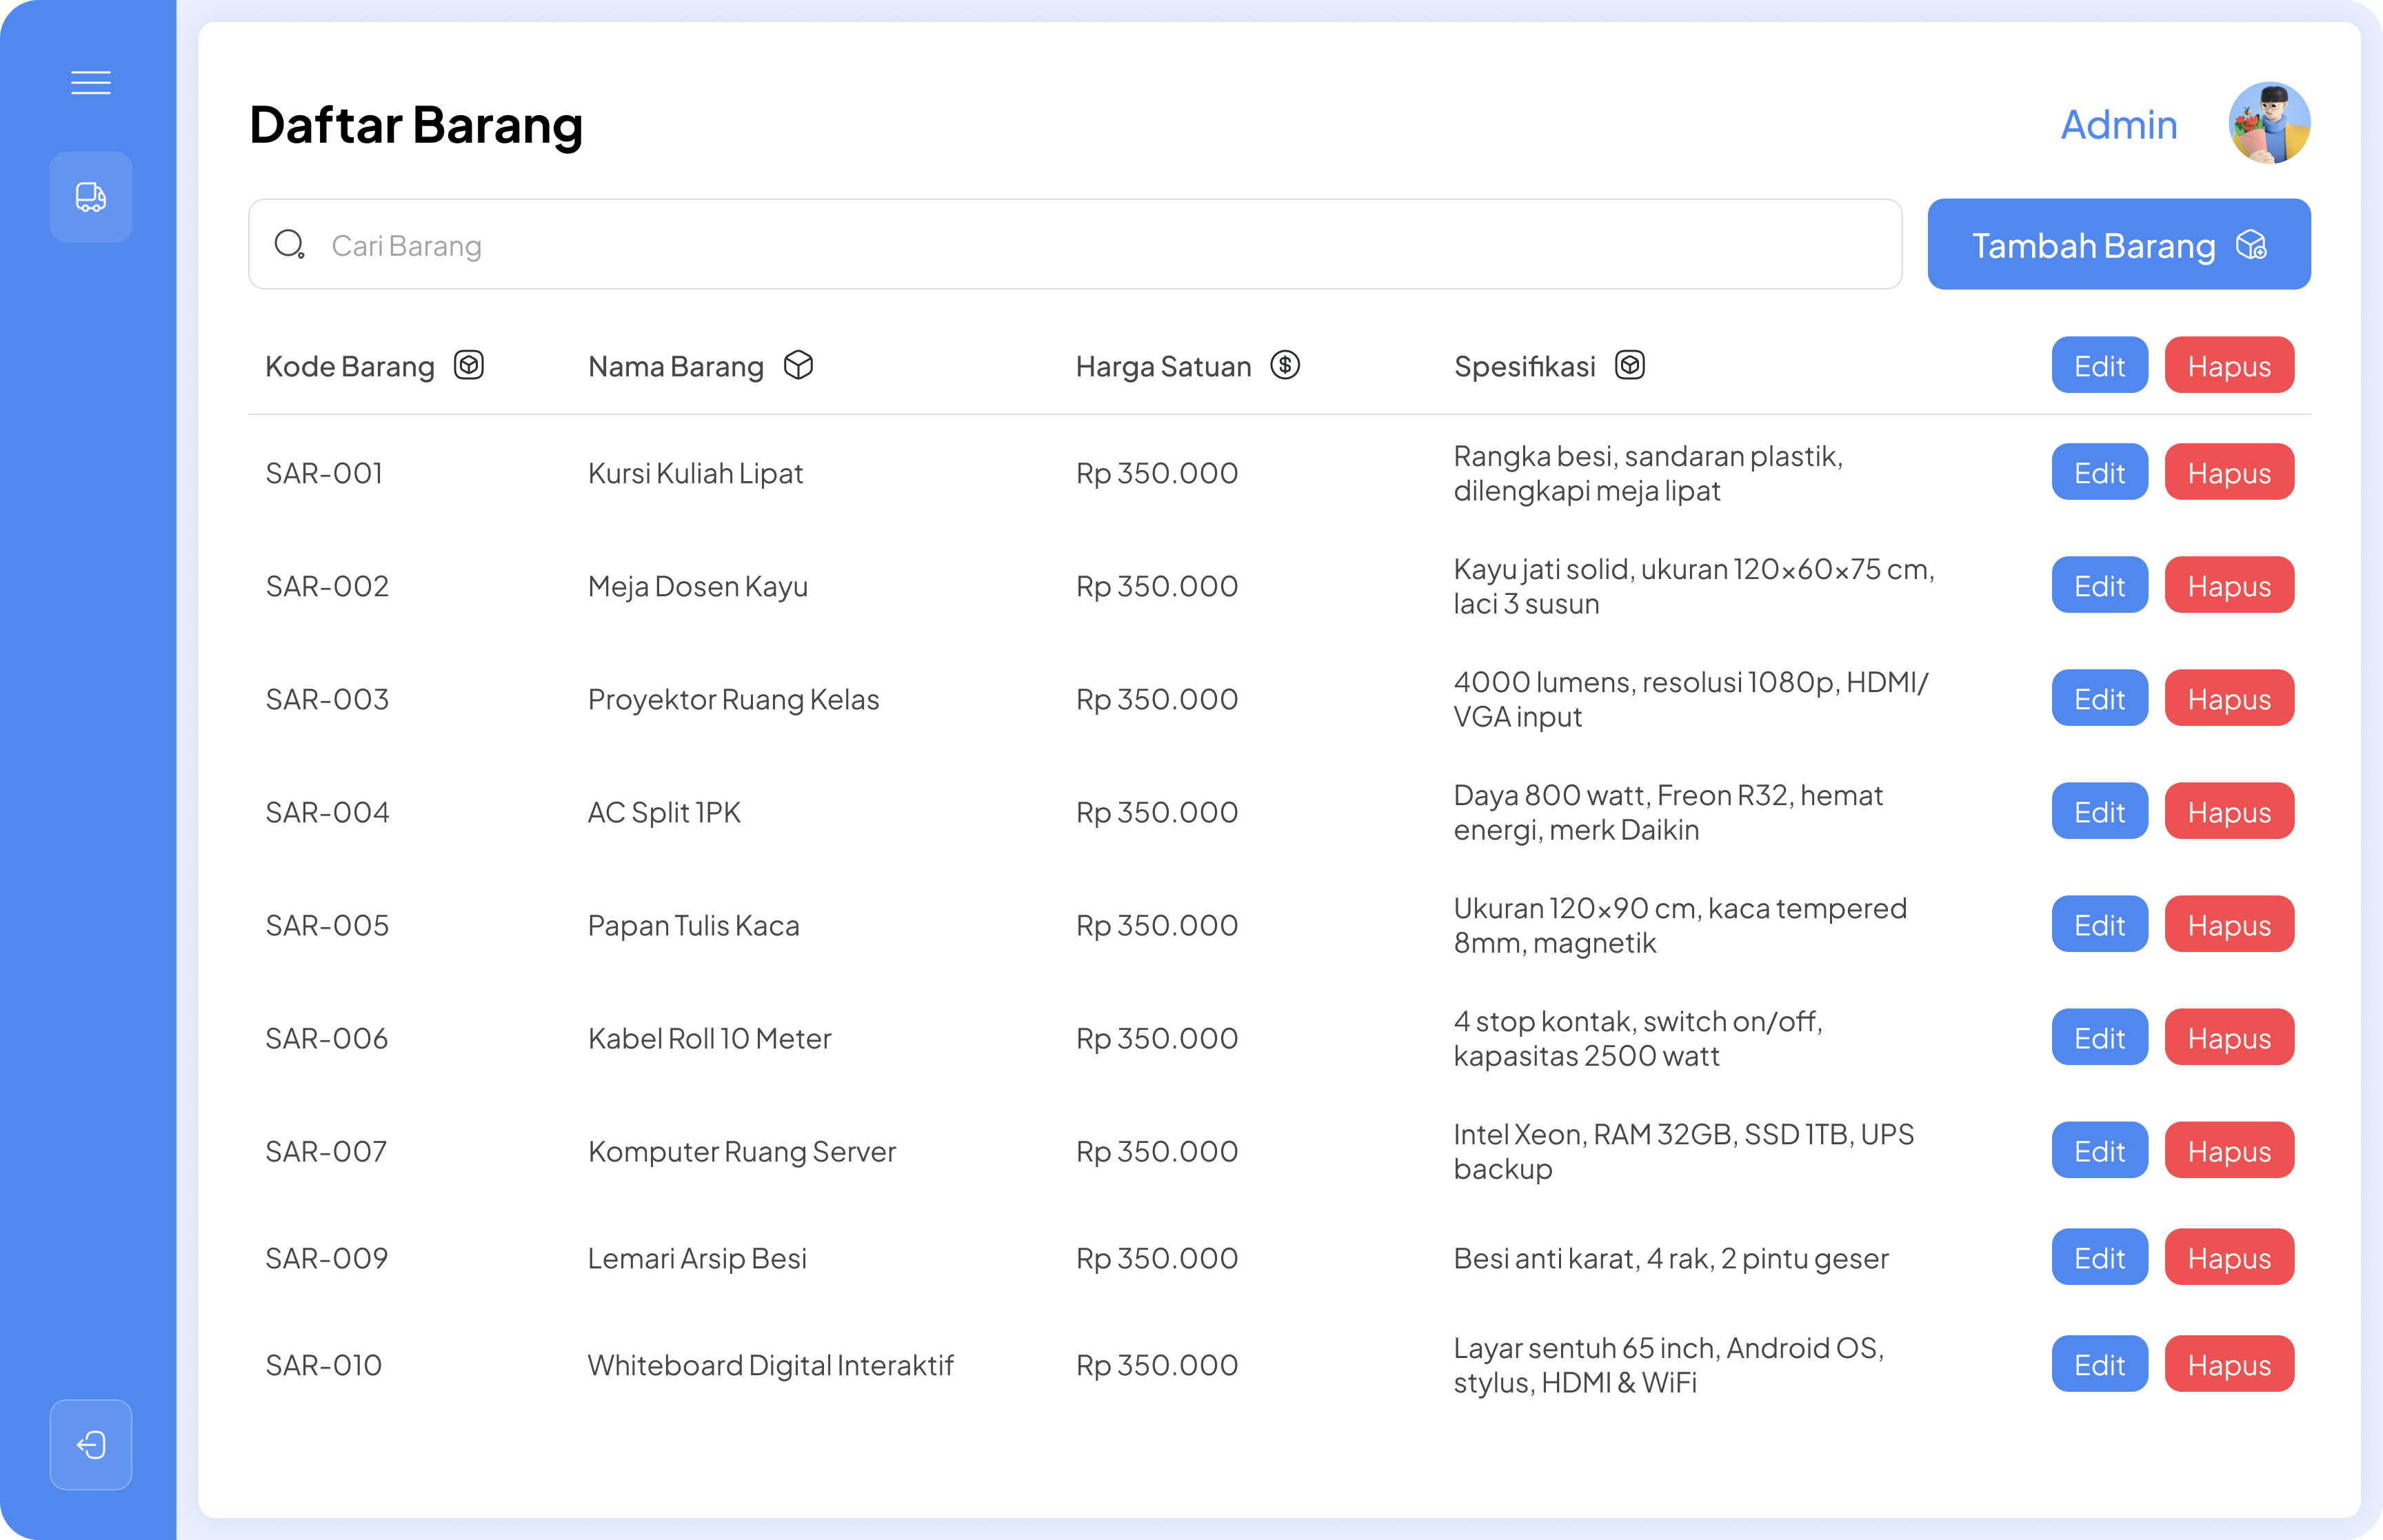 Daftar Barang
Admin
Cari Barang
Tambah Barang
Kode Barang Nama Barang Harga Satuan Spesifikasi Edit Hapus
SAR-001 Kursi Kuliah Lipat Rp 350.000 Rangka besi, sandaran plastik,
dilengkapi meja lipat Edit Hapus
SAR-002 Meja Dosen Kayu Rp 350.000 Kayu jati solid, ukuran 120×60×75 cm,
laci 3 susun Edit Hapus
SAR-003 Proyektor Ruang Kelas Rp 350.000 4000 lumens, resolusi 1080p, HDMI/
VGA input Edit Hapus
SAR-004 AC Split 1PK Rp 350.000 Daya 800 watt, Freon R32, hemat
energi, merk Daikin Edit Hapus
SAR-005 Papan Tulis Kaca Rp 350.000 Ukuran 120×90 cm, kaca tempered
8mm, magnetik Edit Hapus
SAR-006 Kabel Roll 10 Meter Rp 350.000 4 stop kontak, switch on/off,
kapasitas 2500 watt Edit Hapus
SAR-007 Komputer Ruang Server Rp 350.000 Intel Xeon, RAM 32GB, SSD 1TB, UPS
backup Edit Hapus
SAR-009 Lemari Arsip Besi Rp 350.000 Besi anti karat, 4 rak, 2 pintu geser Edit Hapus
SAR-010 Whiteboard Digital Interaktif Rp 350.000 Layar sentuh 65 inch, Android OS,
stylus, HDMI & WiFi Edit Hapus